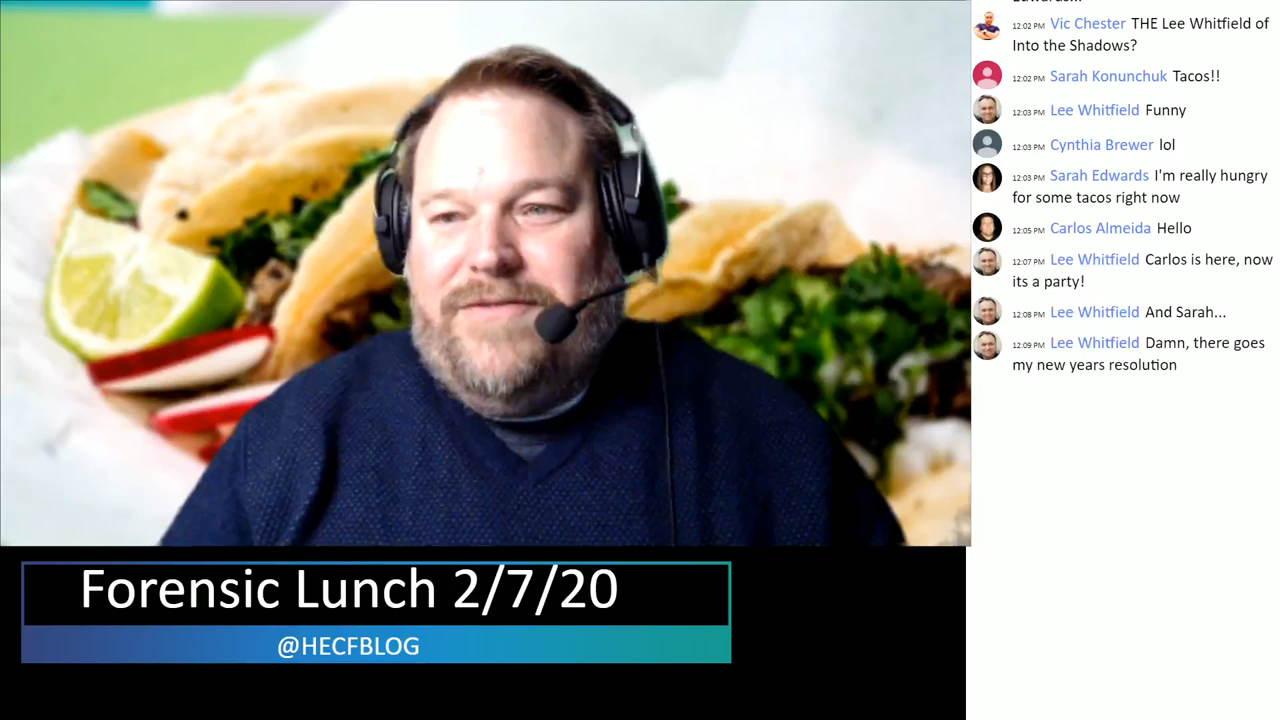 Forensic Lunch 2/7/20
@HECFBLOG
12:02 PM Vic Chester THE Lee Whitfield of
Into the Shadows?
12:02 PM Sarah Konunchuk Tacos!!
12:03 PM Lee Whitfield Funny
12:03 PM Cynthia Brewer lol
12:03 PM Sarah Edwards I'm really hungry
for some tacos right now
12:05 PM Carlos Almeida Hello
12:07 PM Lee Whitfield Carlos is here, now
its a party!
12:08 PM Lee Whitfield And Sarah...
12:09 PM Lee Whitfield Damn, there goes
my new years resolution